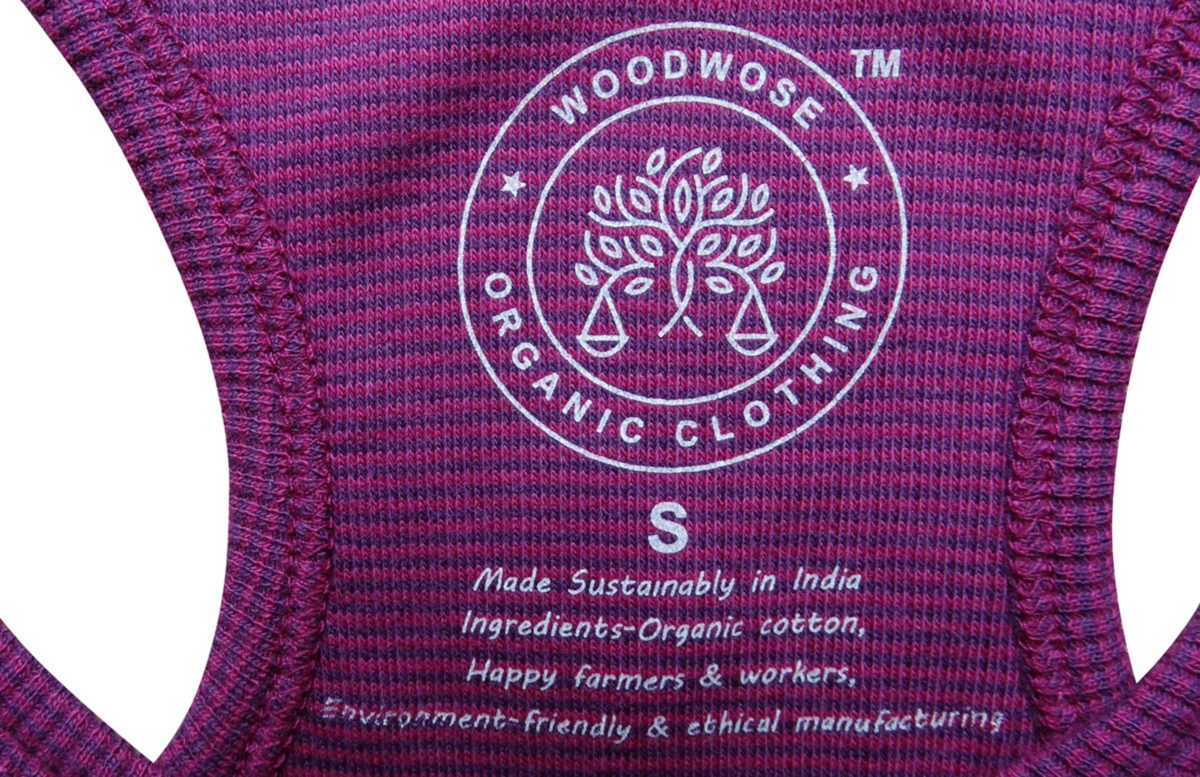 WOODWOSE
TM
ORGANIC CLOTHING
S
Made Sustainably in India
Ingredients-Organic cotton,
Happy farmers & workers,
Environment-friendly & ethical manufacturing